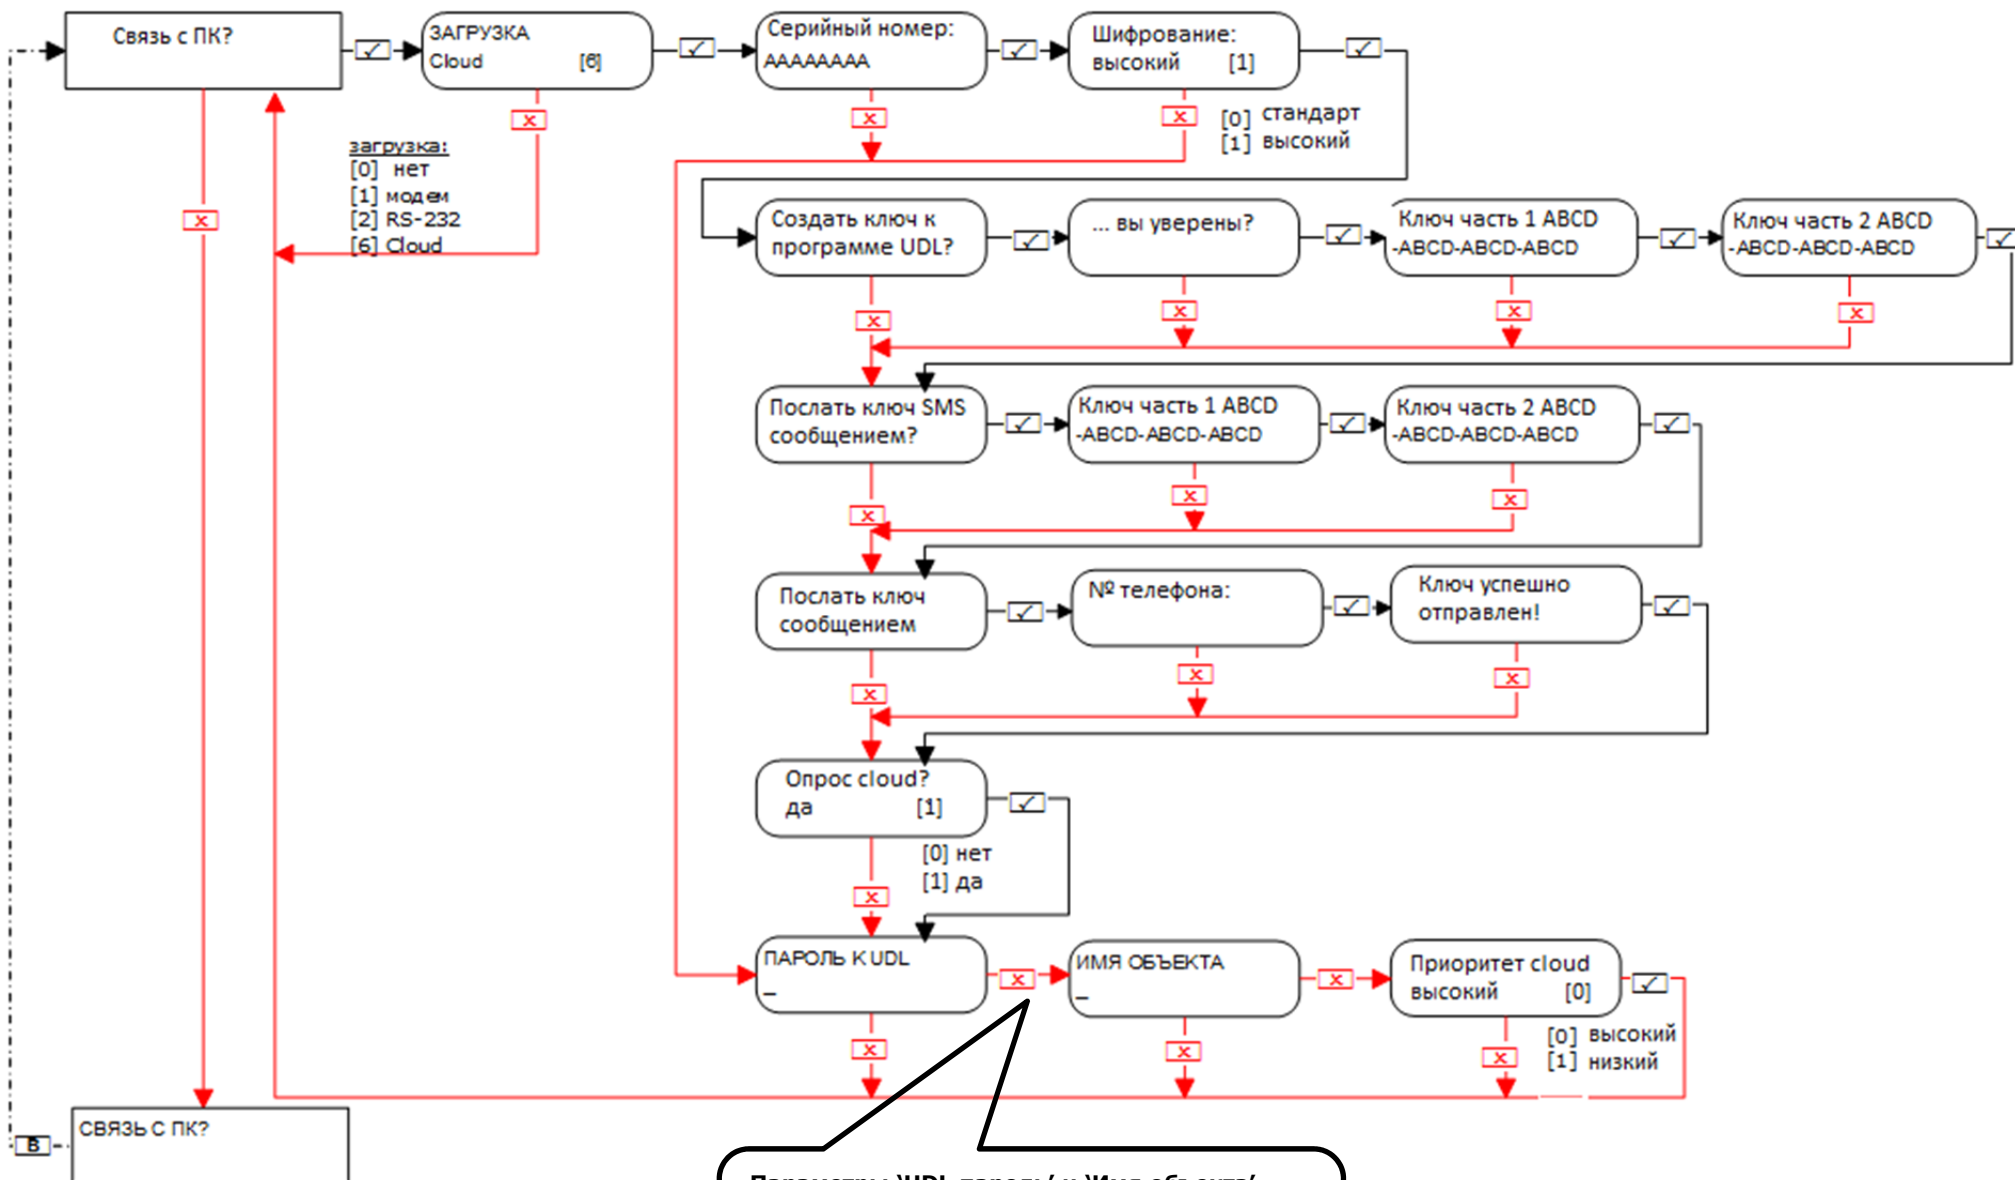 Связь с ПК?
ЗАГРУЗКА
Cloud [6]
Серийный номер:
AAAAAAAA
Шифрование:
высокий [1]
[0] стандарт
[1] высокий
загрузка:
[0] нет
[1] модем
[2] RS-232
[6] Cloud
Создать ключ к
программе UDL?
... вы уверены?
Ключ часть 1 ABCD
-ABCD-ABCD-ABCD
Ключ часть 2 ABCD
-ABCD-ABCD-ABCD
Послать ключ SMS
сообщением?
Ключ часть 1 ABCD
-ABCD-ABCD-ABCD
Ключ часть 2 ABCD
-ABCD-ABCD-ABCD
Послать ключ
сообщением
№ телефона:
Ключ успешно
отправлен!
Опрос cloud?
да [1]
[0] нет
[1] да
ПАРОЛЬ К UDL
_
ИМЯ ОБЪЕКТА
_
Приоритет cloud
высокий [0]
[0] высокий
[1] низкий
СВЯЗЬ С ПК?
B